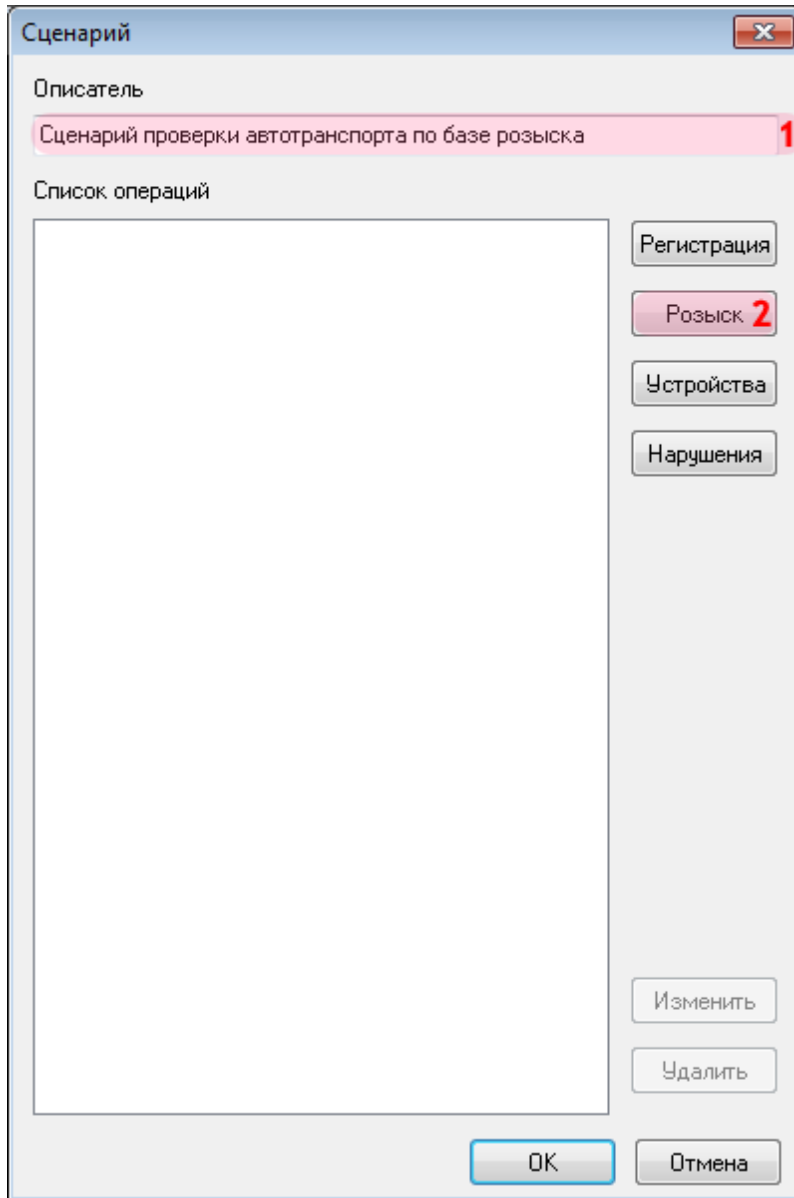 Сценарий
Описатель
Сценарий проверки автотранспорта по базе розыска 1
Список операций
Регистрация
Розыск 2
Устройства
Нарушения
Изменить
Удалить
OK
Отмена